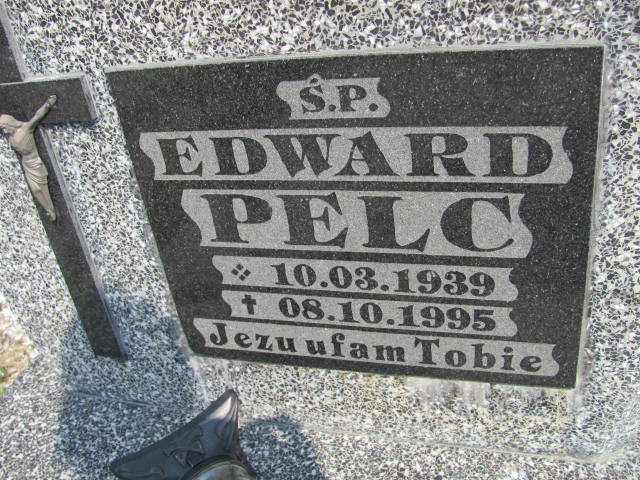 Ś.P.
EDWARD
PELC
10.03.1939
✝ 08.10.1995
Jezu ufam Tobie